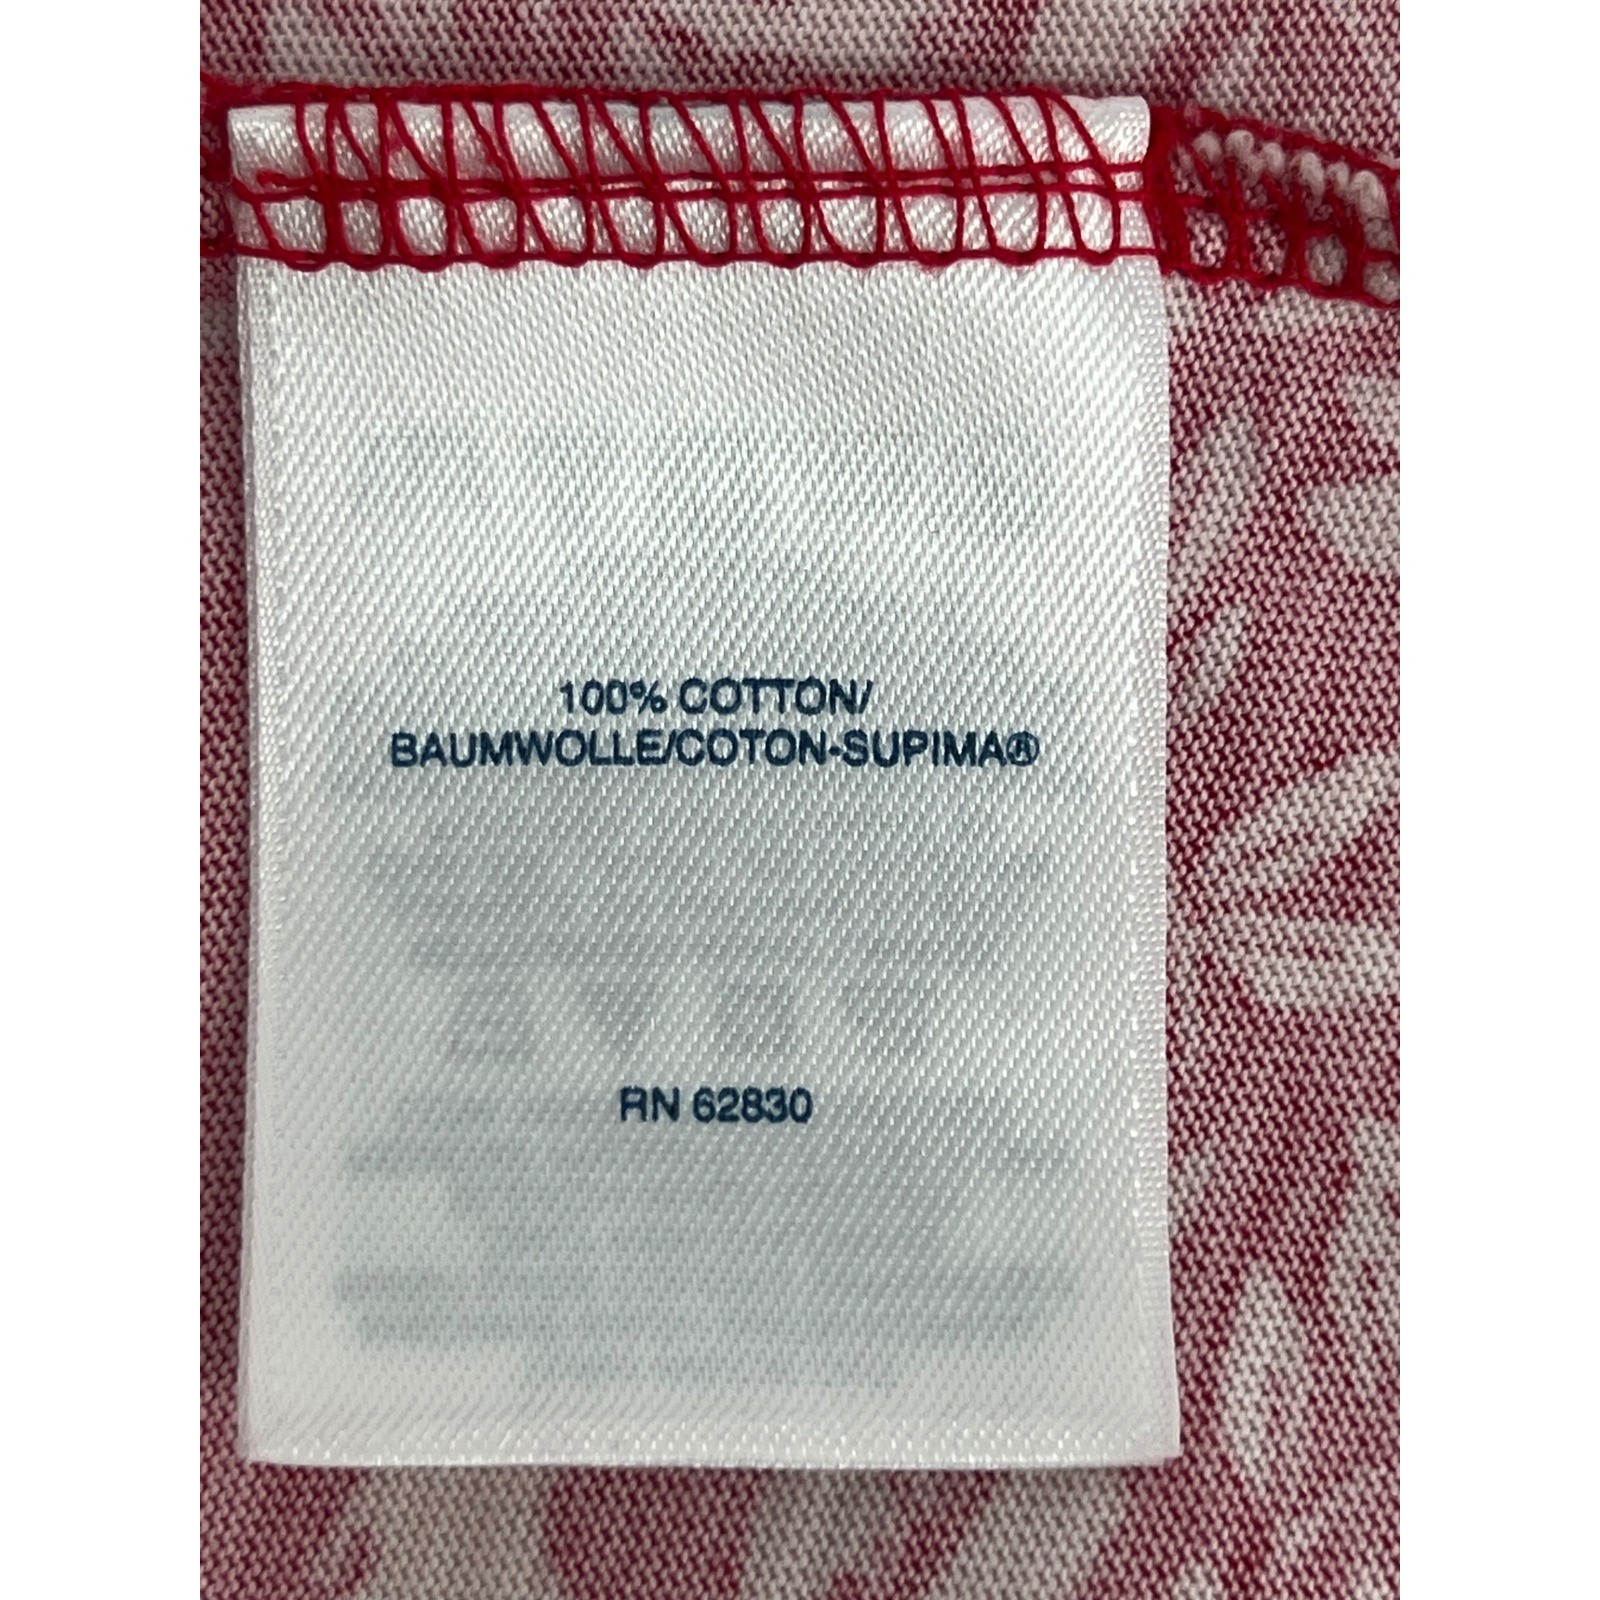 100% COTTON/
BAUMWOLLE/COTON-SUPIMA®
RN 62830